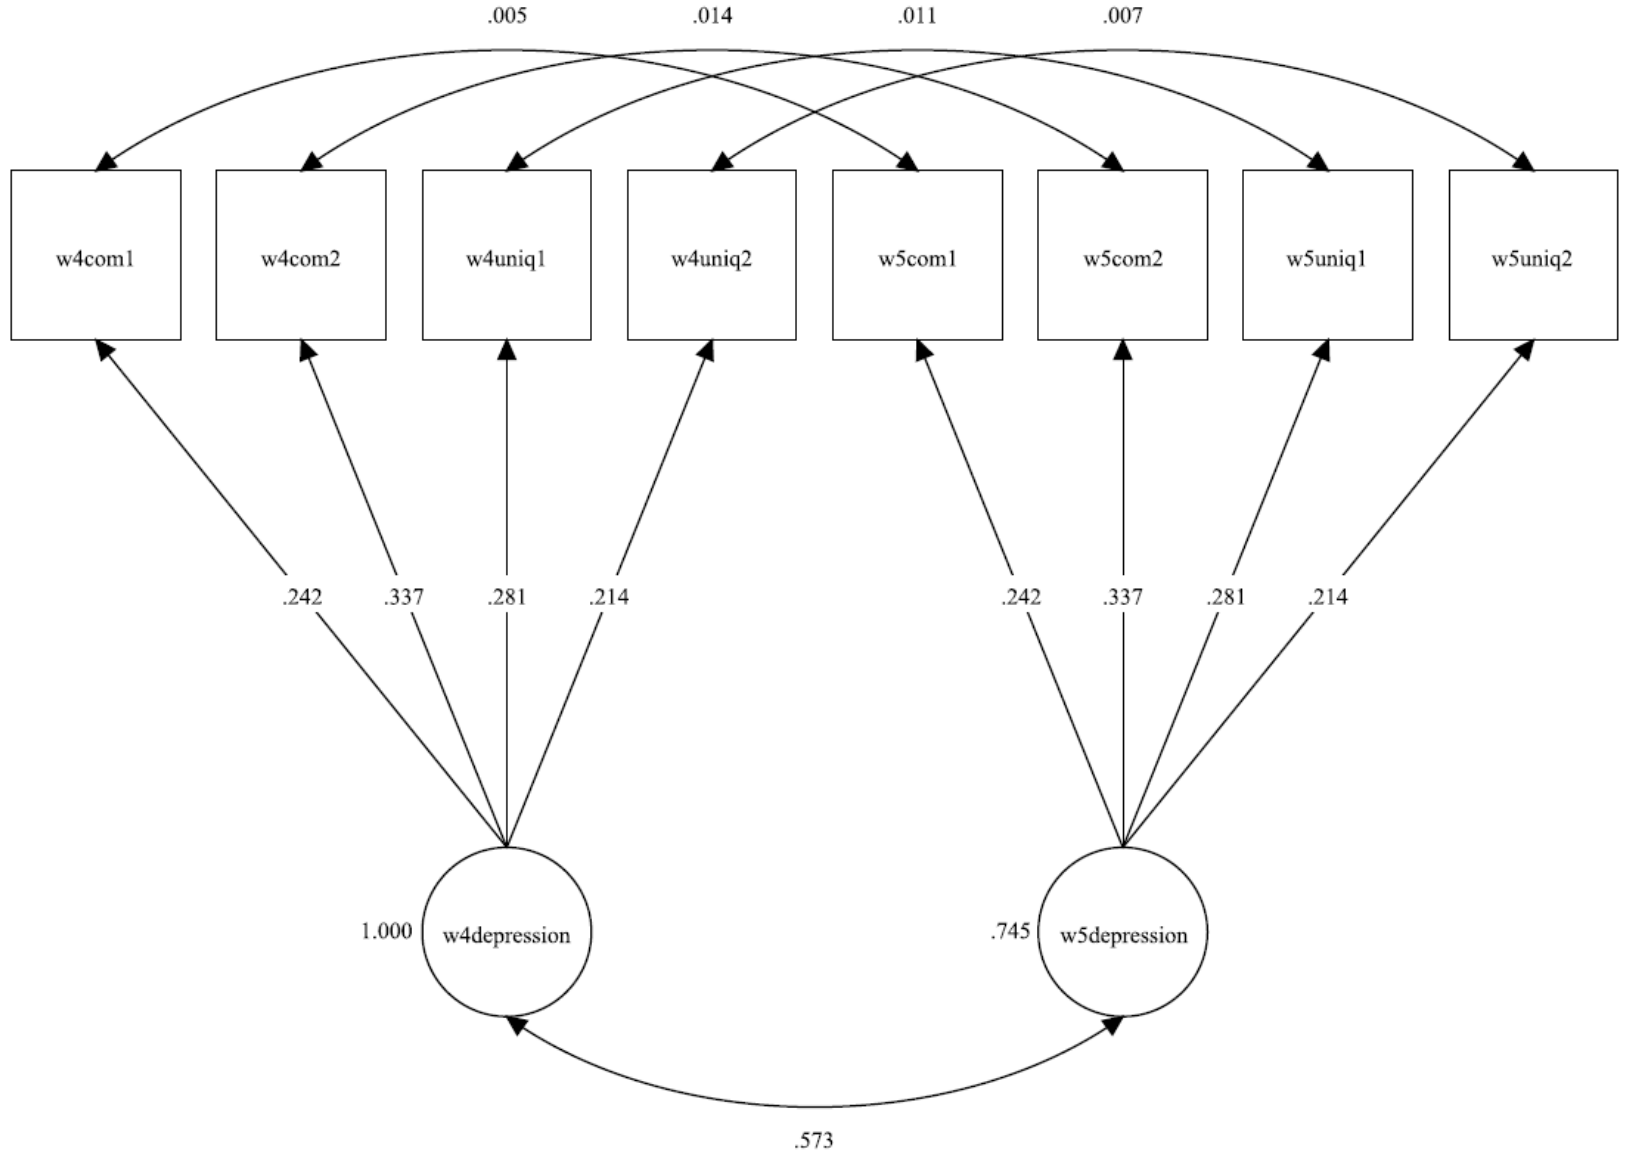 .005 .014 .011 .007
w4com1 w4com2 w4uniq1 w4uniq2 w5com1 w5com2 w5uniq1 w5uniq2
.242 .337 .281 .214 .242 .337 .281 .214
1.000 w4depression .745 w5depression
.573